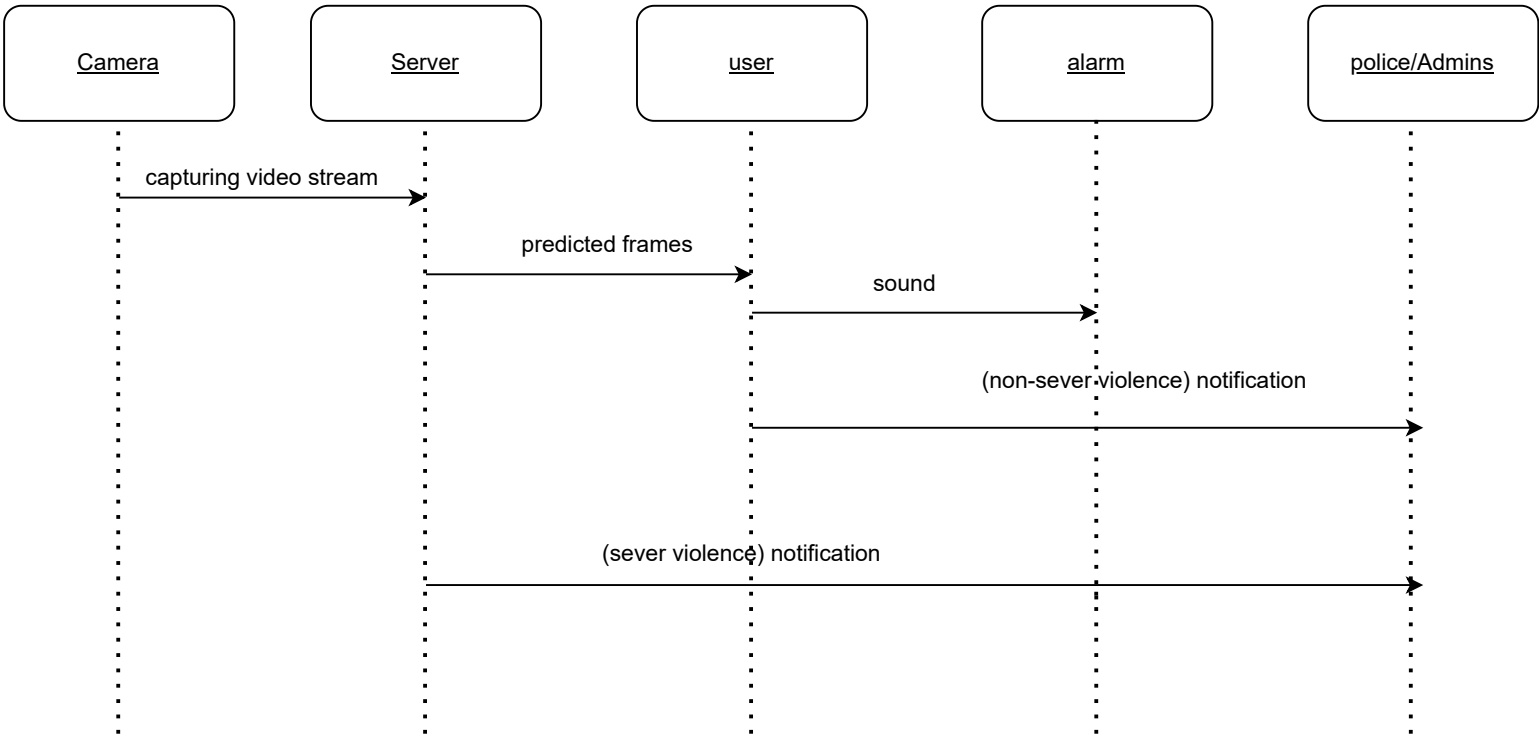 Camera
Server
user
alarm
police/Admins
capturing video stream
predicted frames
sound
(non-sever violence) notification
(sever violence) notification